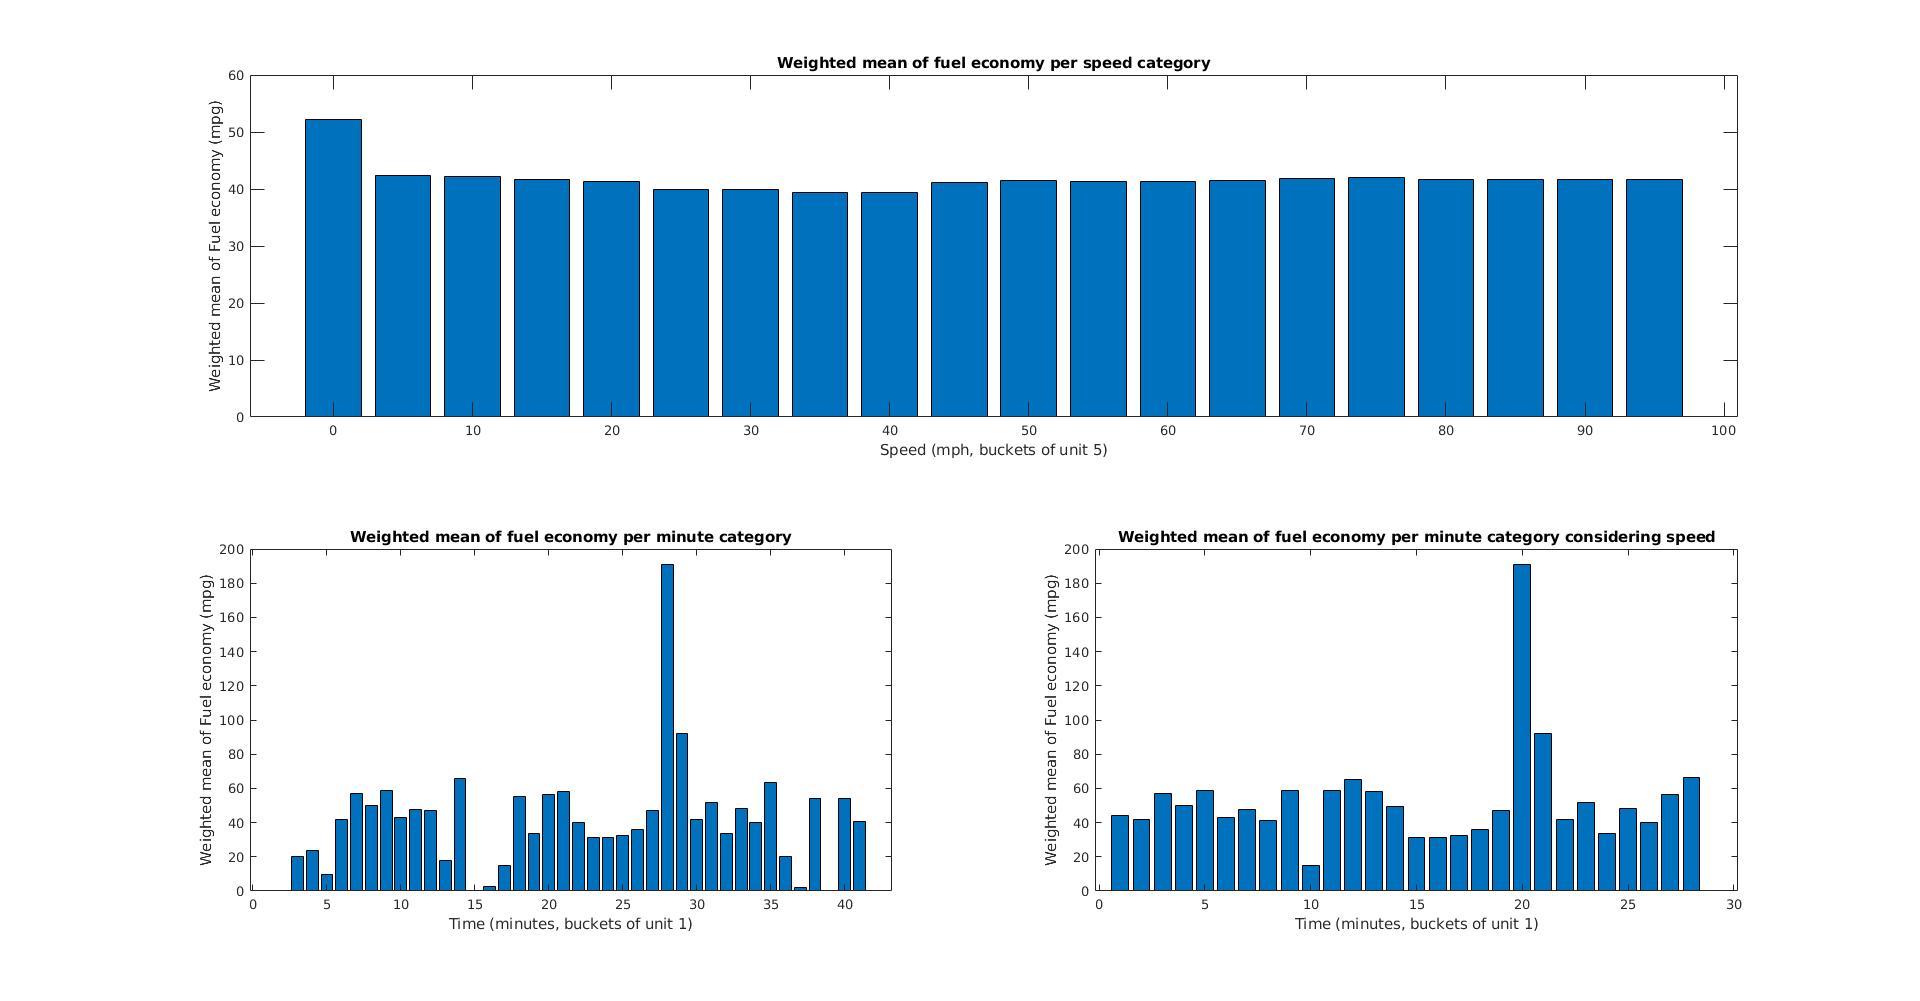 Weighted mean of fuel economy per speed category
Weighted mean of Fuel economy (mpg)
60
50
40
30
20
10
0
0 10 20 30 40 50 60 70 80 90 100
Speed (mph, buckets of unit 5)
Weighted mean of fuel economy per minute category
Weighted mean of Fuel economy (mpg)
200
180
160
140
120
100
80
60
40
20
0
0 5 10 15 20 25 30 35 40
Time (minutes, buckets of unit 1)
Weighted mean of fuel economy per minute category considering speed
Weighted mean of Fuel economy (mpg)
200
180
160
140
120
100
80
60
40
20
0
0 5 10 15 20 25 30
Time (minutes, buckets of unit 1)